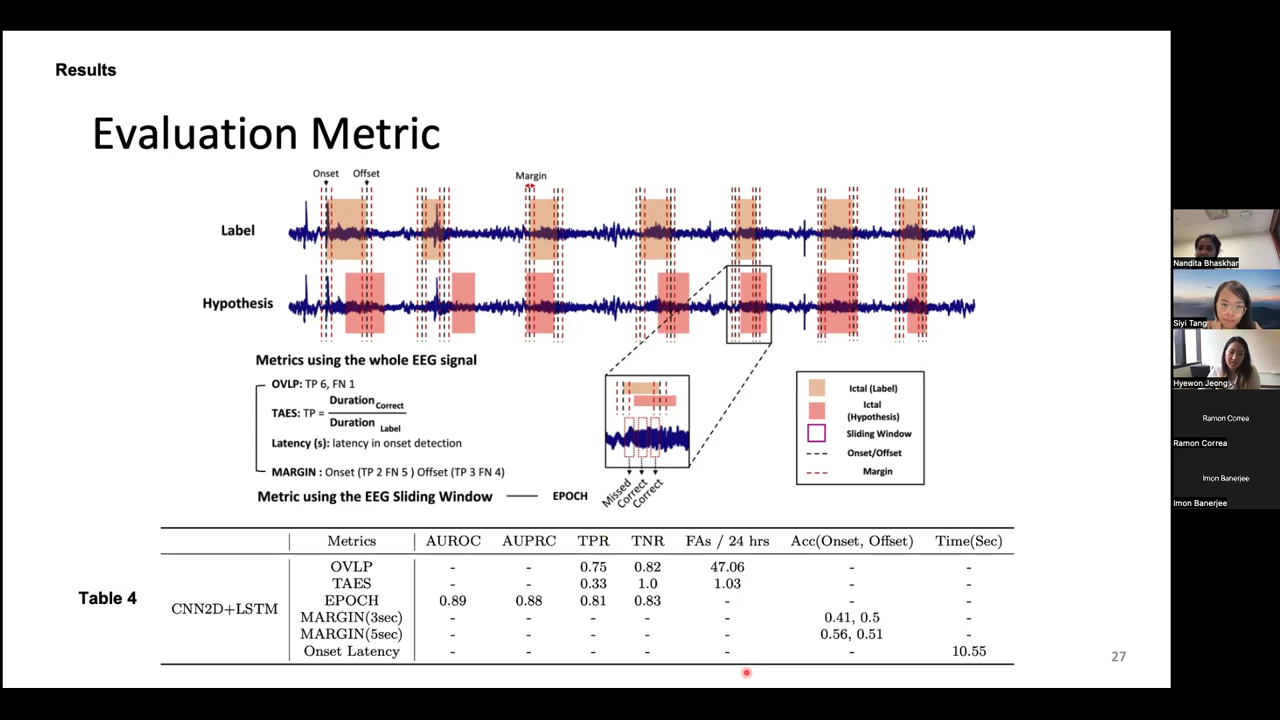 Results
Evaluation Metric
Onset Offset Margin
Label
Hypothesis
Metrics using the whole EEG signal
OVLP: TP 6, FN 1
TAES: TP = Duration Correct
Duration Label
Latency (s): latency in onset detection
MARGIN : Onset (TP 2 FN 5 ) Offset (TP 3 FN 4)
Metric using the EEG Sliding Window EPOCH
Missed
Correct
Correct
Ictal (Label)
Ictal
(Hypothesis)
Sliding Window
Onset/Offset
Margin
Metrics AUROC AUPRC TPR TNR FAs / 24 hrs Acc(Onset, Offset) Time(Sec)
OVLP - - 0.75 0.82 47.06 - -
TAES - - 0.33 1.0 1.03 - -
Table 4
CNN2D+LSTM
EPOCH 0.89 0.88 0.81 0.83 - - -
MARGIN(3sec) - - - - - 0.41, 0.5 -
MARGIN(5sec) - - - - - 0.56, 0.51 -
Onset Latency - - - - - - 10.55
27
Nandita Bhaskhar
Siyi Tang
Hyewon Jeong
Ramon Correa
Ramon Correa
Imon Banerjee
Imon Banerjee